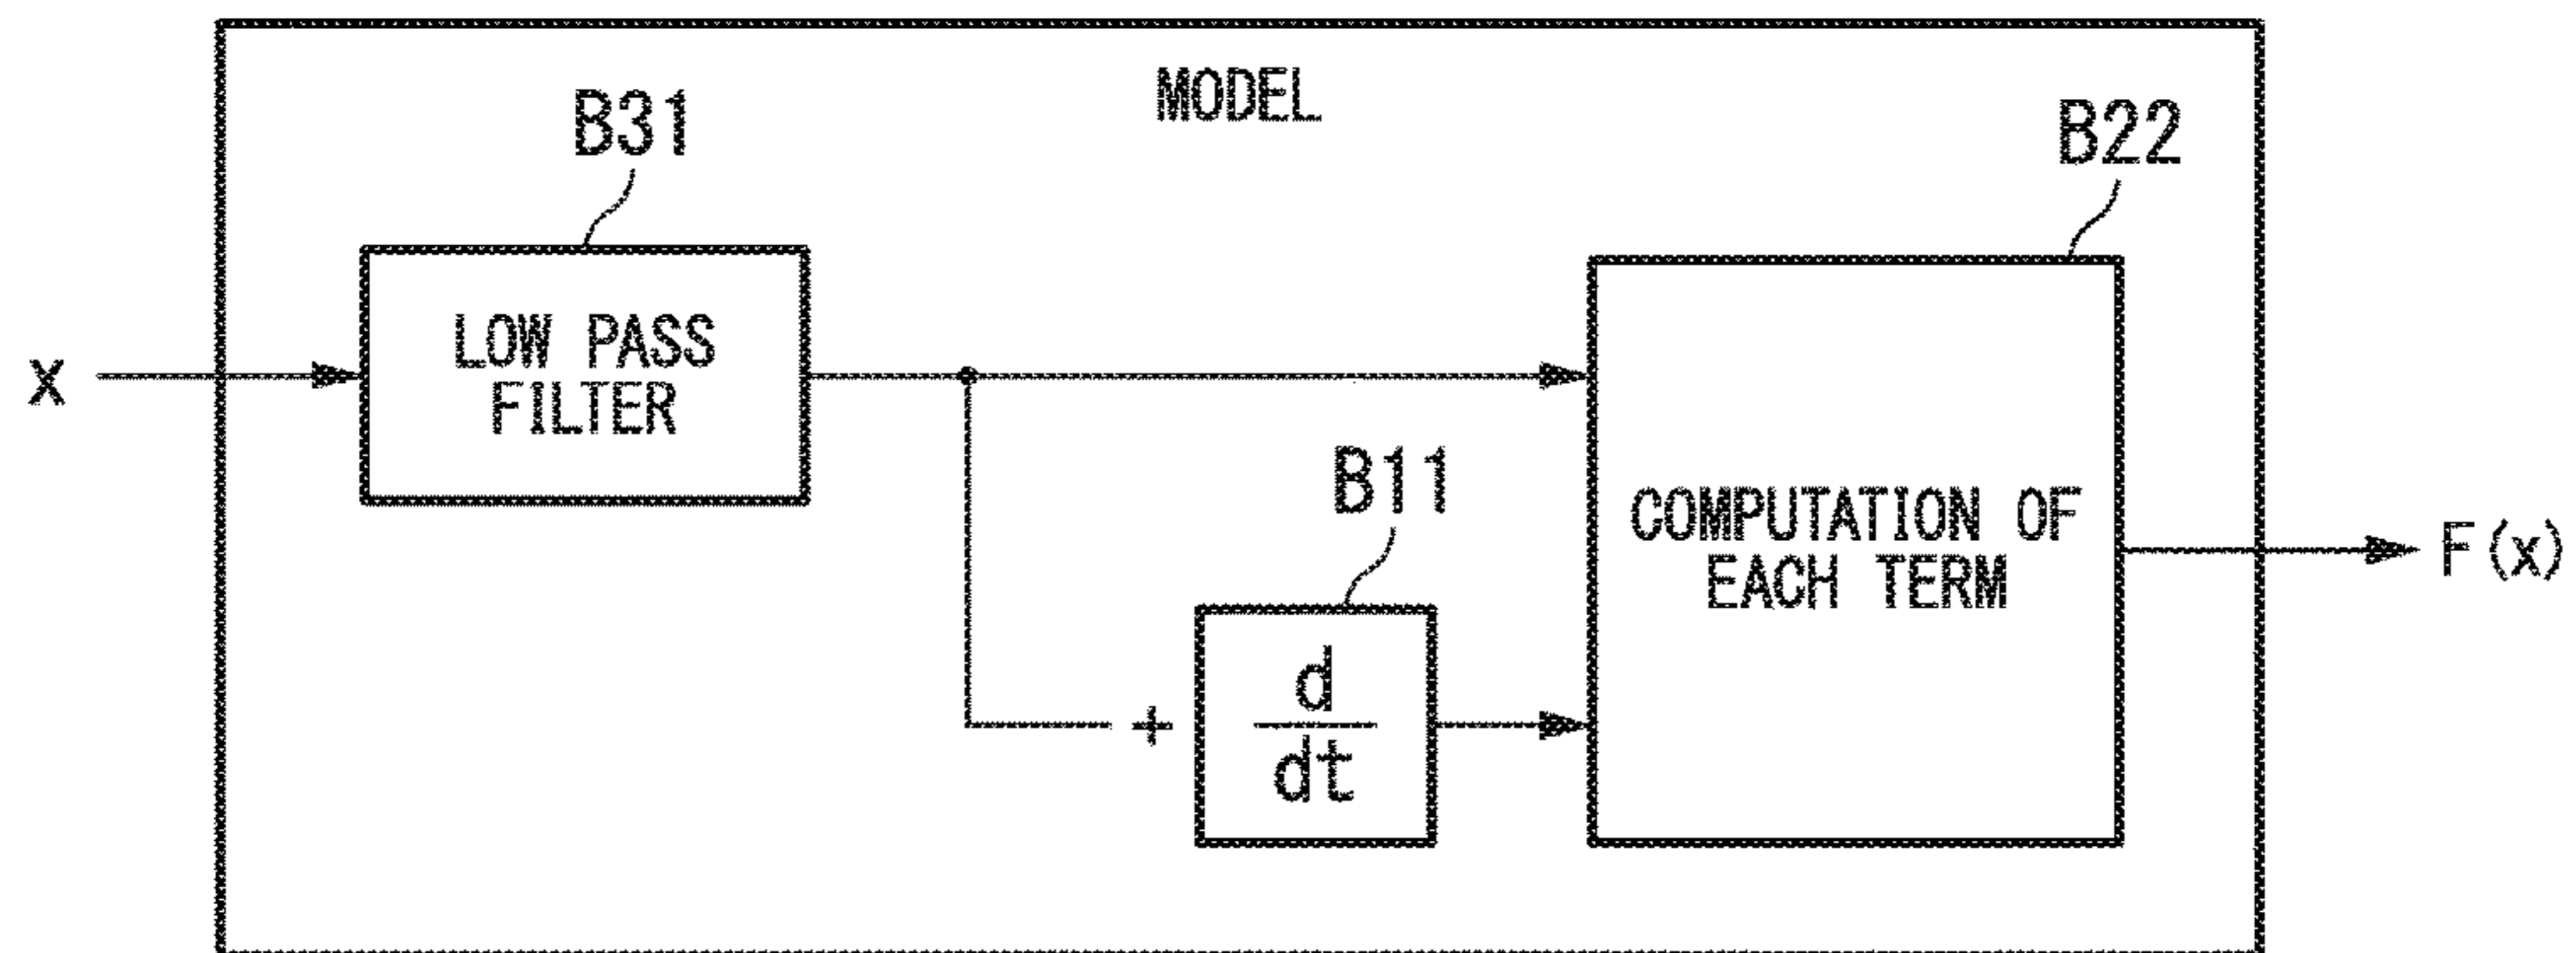 MODEL
B31
B22
LOW PASS
FILTER
x
B11
COMPUTATION OF
EACH TERM
F(x)
+
d
dt